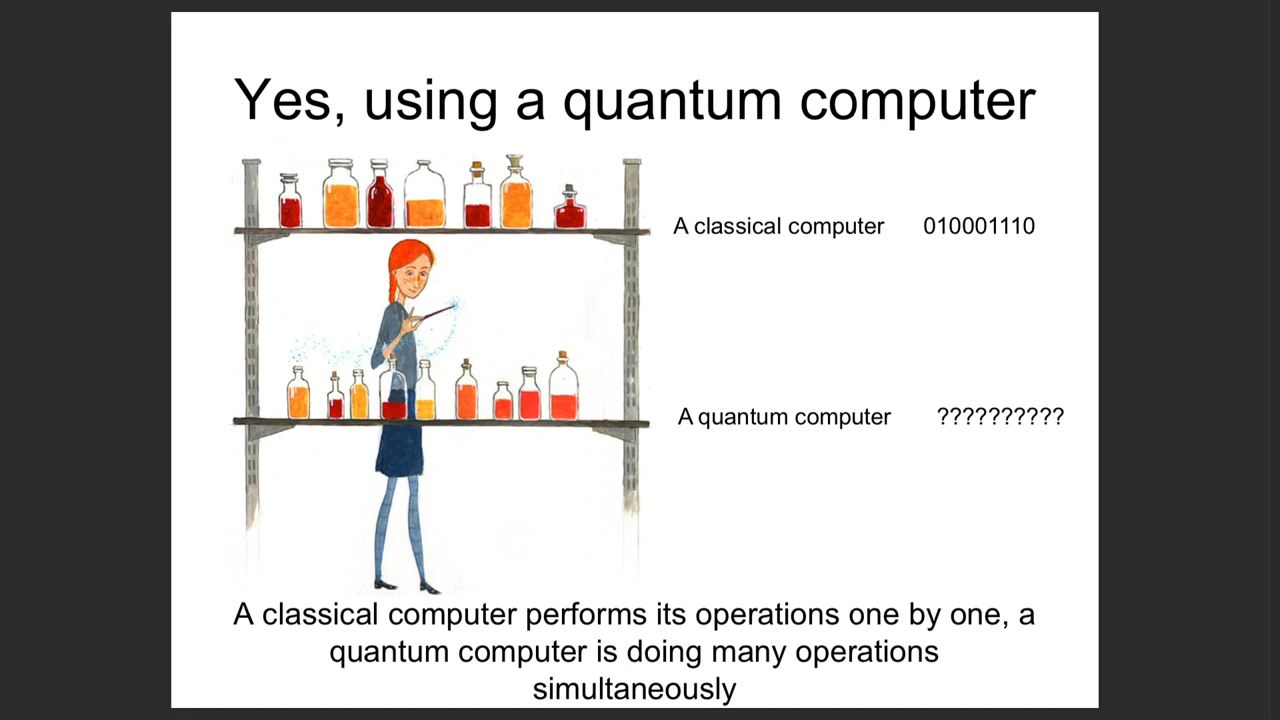 Yes, using a quantum computer
A classical computer 010001110
A quantum computer ??????????
A classical computer performs its operations one by one, a
quantum computer is doing many operations
simultaneously